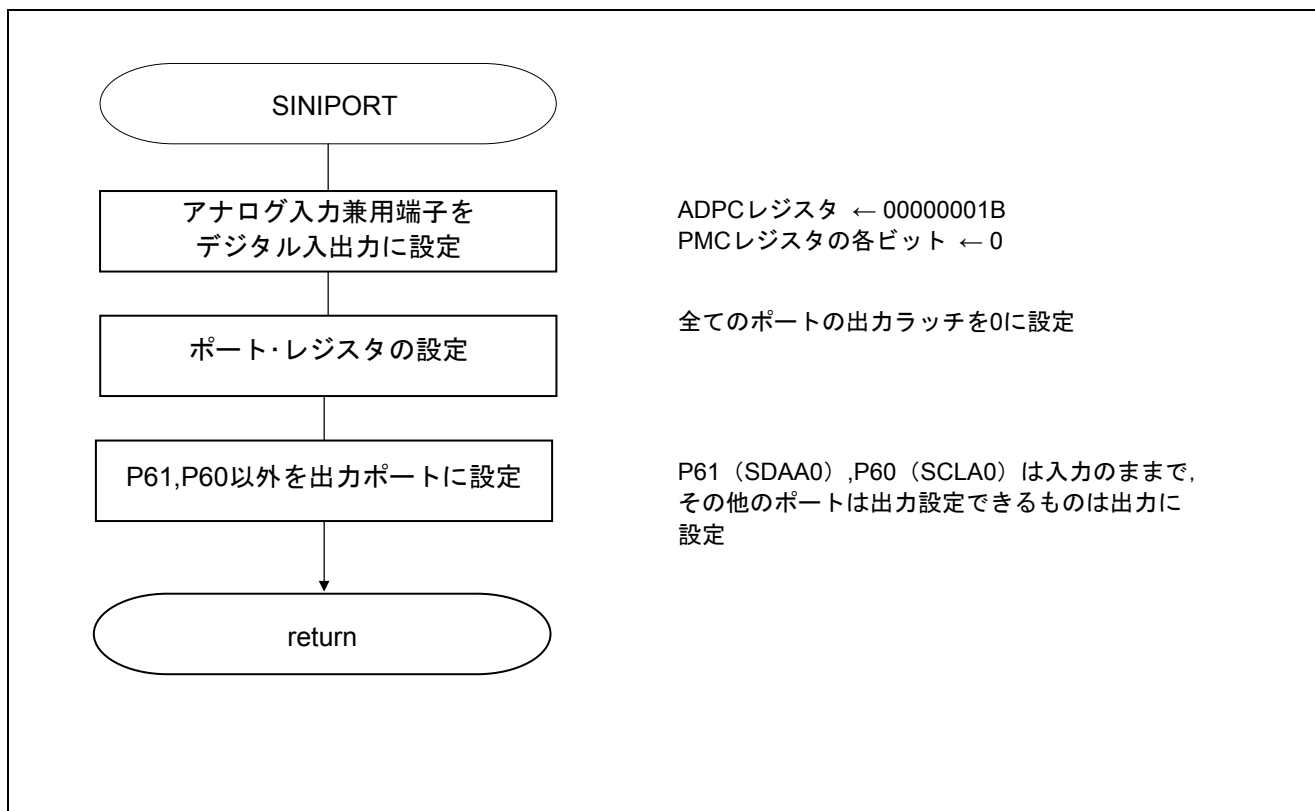 SINIPORT
アナログ入力兼用端子を
デジタル入出力に設定
ADPCレジスタ ← 00000001B
PMCレジスタの各ビット ← 0
ポート・レジスタの設定
全てのポートの出力ラッチを0に設定
P61,P60以外を出力ポートに設定
P61（SDAA0）,P60（SCLA0）は入力のままで,
その他のポートは出力設定できるものは出力に
設定
return